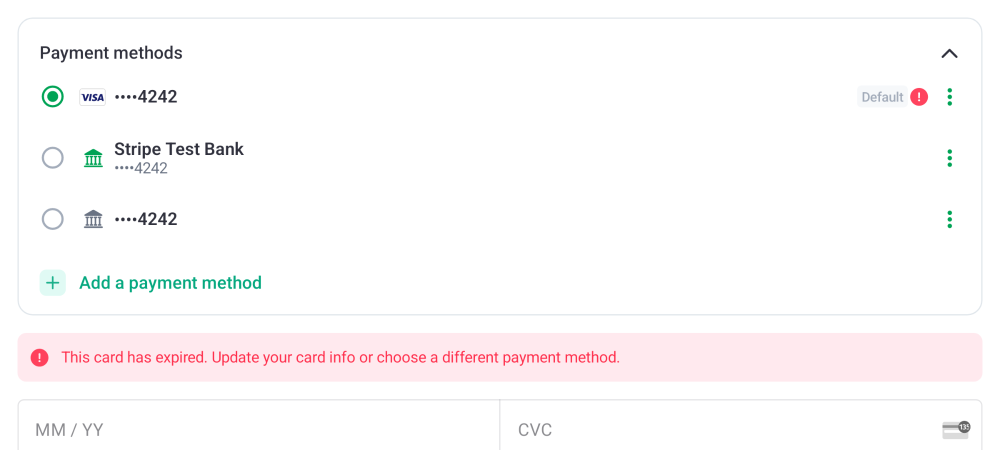 Payment methods
VISA ••••4242 Default !
Stripe Test Bank
••••4242
••••4242
+ Add a payment method
! This card has expired. Update your card info or choose a different payment method.
MM / YY CVC 135